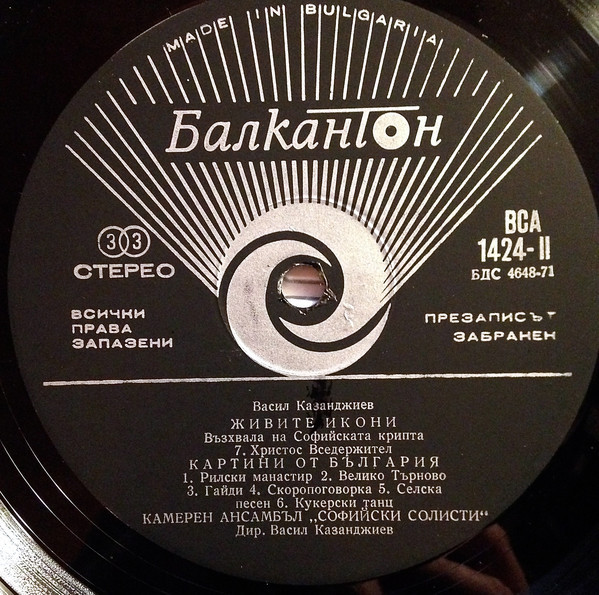 MADE IN BULGARIA
Балкантон
33
СТЕРЕО
ВСА
1424-II
БДС 4648-71
ВСИЧКИ
ПРАВА
ЗАПАЗЕНИ
ПРЕЗАПИСЪТ
ЗАБРАНЕН
Васил Казанджиев
ЖИВИТЕ ИКОНИ
Възхвала на Софийската крипта
7. Христос Вседержител
КАРТИНИ ОТ БЪЛГАРИЯ
1. Рилски манастир 2. Велико Търново
3. Гайди 4. Скоропоговорка 5. Селска
песен 6. Кукерски танц
КАМЕРЕН АНСАМБЪЛ „СОФИЙСКИ СОЛИСТИ“
Дир. Васил Казанджиев